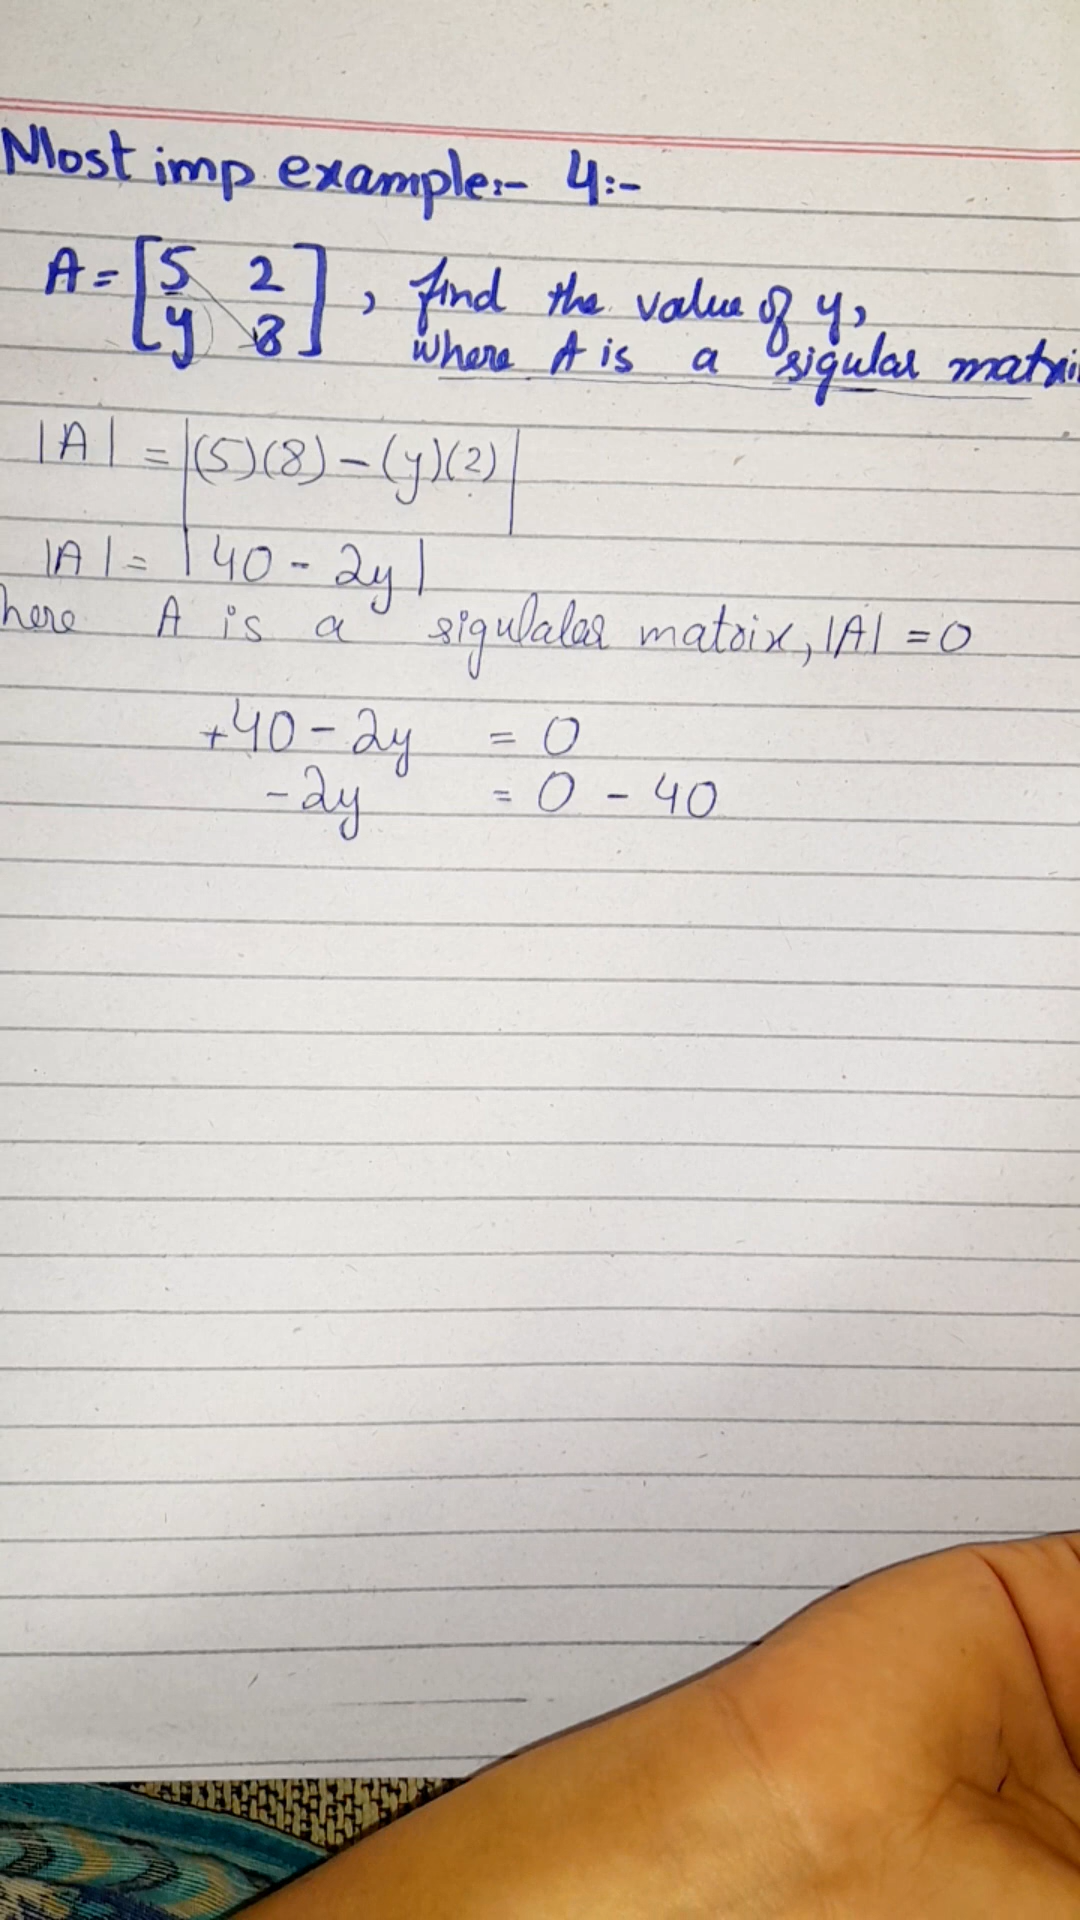 Most imp example:- 4:-
A = [5 2
y 8] , find the value of y,
where A is a sigular matri
|A| = |(5)(8) - (y)(2)|
|A| = |40 - 2y|
here A is a sigulalar matrix, |A| = 0
+40 - 2y = 0
-2y = 0 - 40